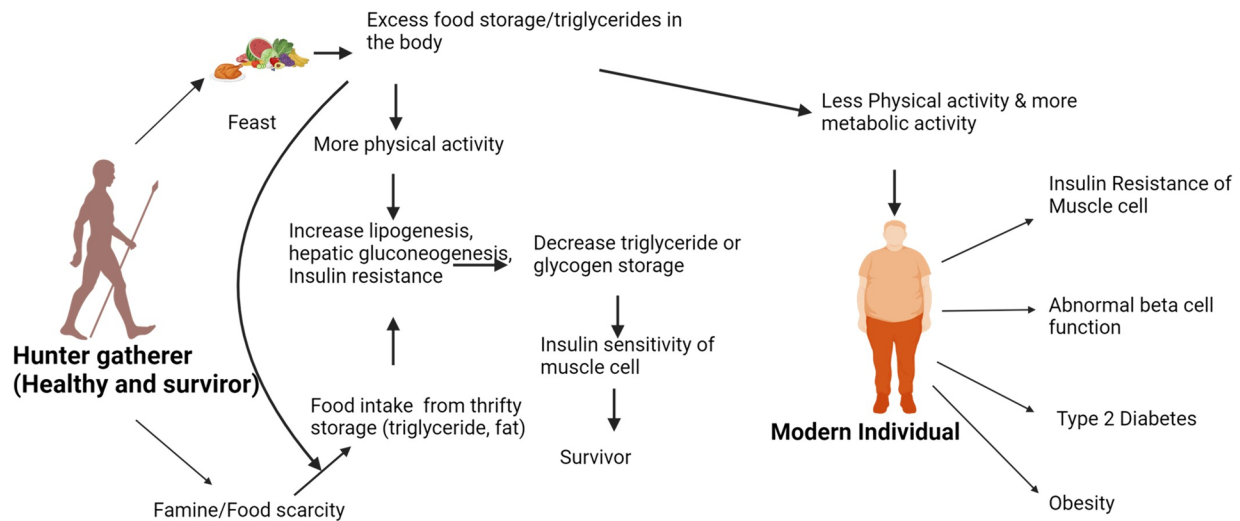 Excess food storage/triglycerides in
the body
Feast
More physical activity
Increase lipogenesis,
hepatic gluconeogenesis,
Insulin resistance
Decrease triglyceride or
glycogen storage
Insulin sensitivity of
muscle cell
Survivor
Hunter gatherer
(Healthy and surviror)
Food intake from thrifty
storage (triglyceride, fat)
Famine/Food scarcity
Less Physical activity & more
metabolic activity
Modern Individual
Insulin Resistance of
Muscle cell
Abnormal beta cell
function
Type 2 Diabetes
Obesity